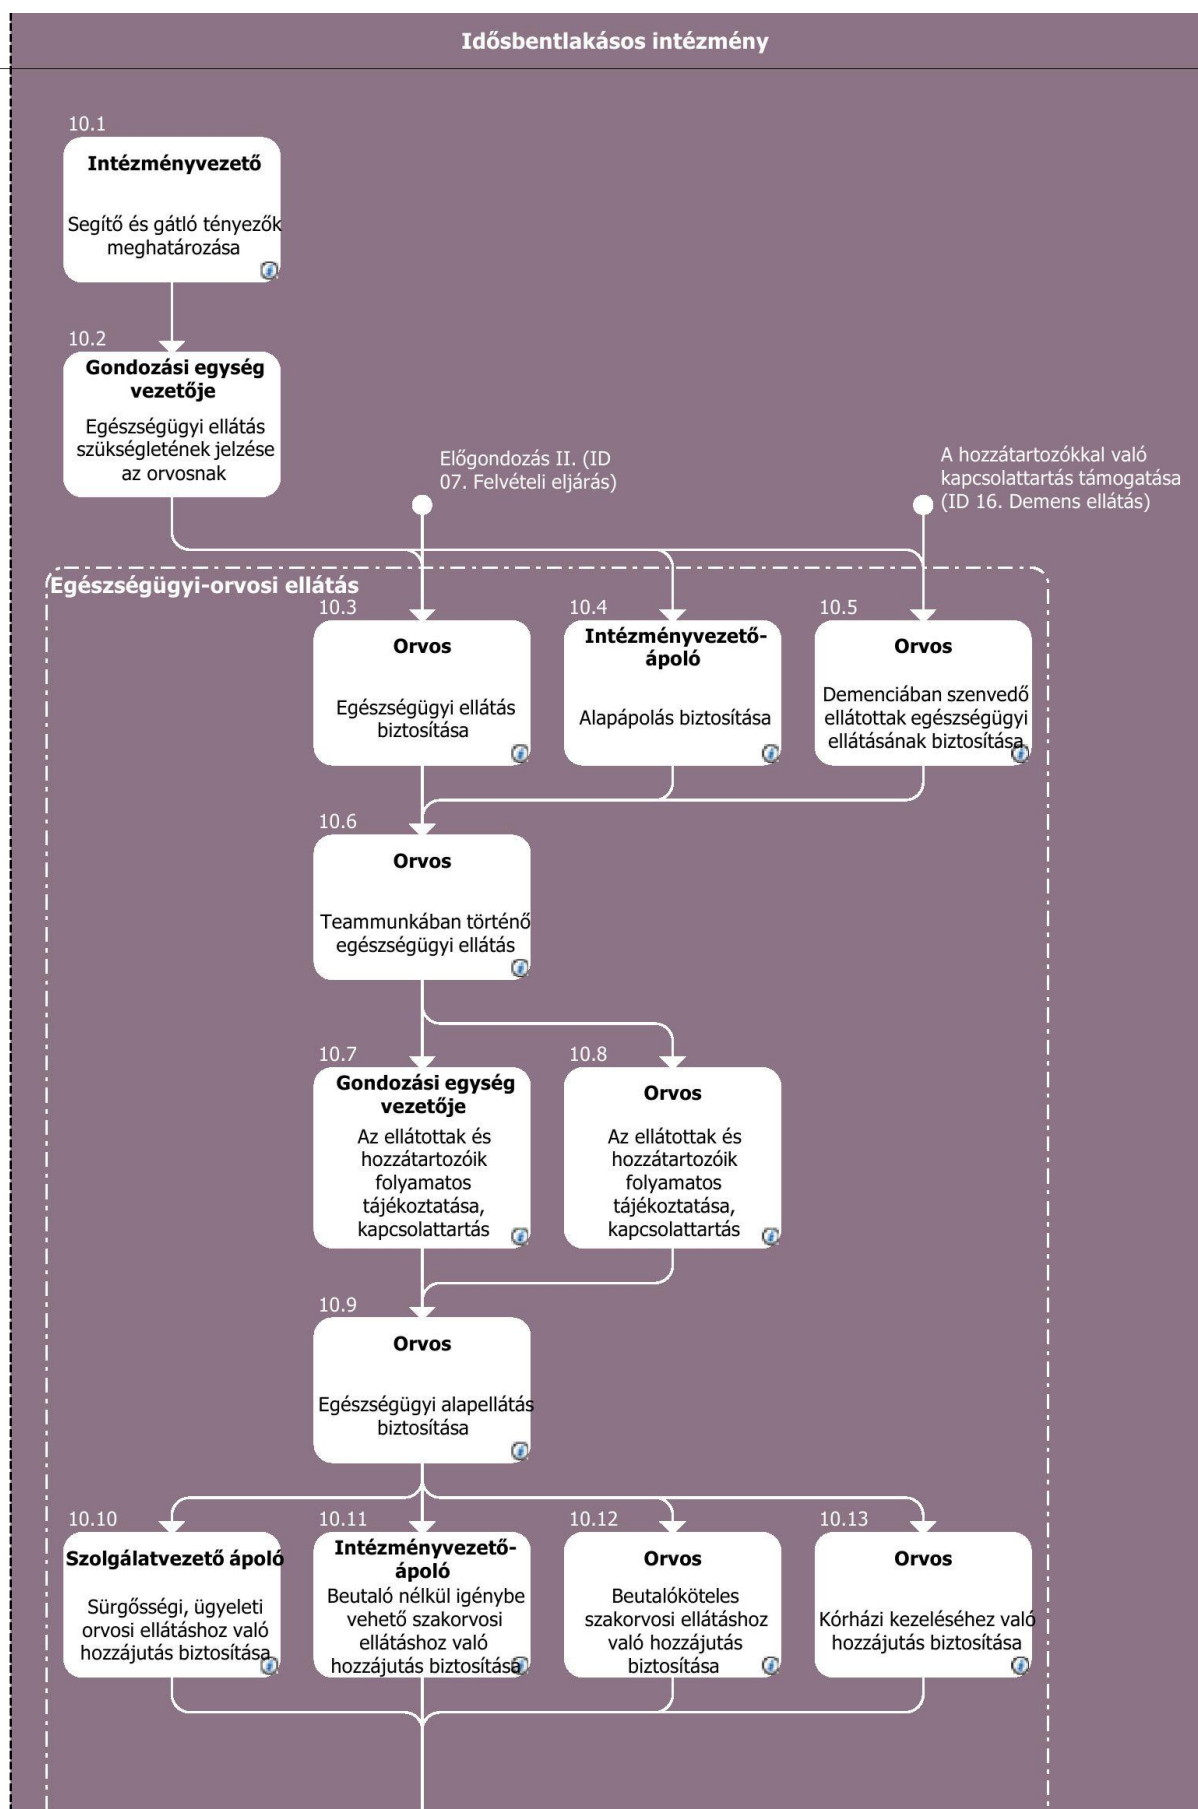 Idősbentlakásos intézmény
10.1
Intézményvezető
Segítő és gátló tényezők
meghatározása
10.2
Gondozási egység
vezetője
Egészségügyi ellátás
szükségletének jelzése
az orvosnak
Előgondozás II. (ID
07. Felvételi eljárás)
A hozzátartozókkal való
kapcsolattartás támogatása
(ID 16. Demens ellátás)
Egészségügyi-orvosi ellátás
10.3
Orvos
Egészségügyi ellátás
biztosítása
10.4
Intézményvezető-
ápoló
Alapápolás biztosítása
10.5
Orvos
Demenciában szenvedő
ellátottak egészségügyi
ellátásának biztosítása
10.6
Orvos
Teammunkában történő
egészségügyi ellátás
10.7
Gondozási egység
vezetője
Az ellátottak és
hozzátartozóik
folyamatos
tájékoztatása,
kapcsolattartás
10.8
Orvos
Az ellátottak és
hozzátartozóik
folyamatos
tájékoztatása,
kapcsolattartás
10.9
Orvos
Egészségügyi alapellátás
biztosítása
10.10
Szolgálatvezető ápoló
Sürgősségi, ügyeleti
orvosi ellátáshoz való
hozzájutás biztosítása
10.11
Intézményvezető-
ápoló
Beutaló nélkül igénybe
vehető szakorvosi
ellátáshoz való
hozzájutás biztosítása
10.12
Orvos
Beutalóköteles
szakorvosi ellátáshoz
való hozzájutás
biztosítása
10.13
Orvos
Kórházi kezeléséhez való
hozzájutás biztosítása